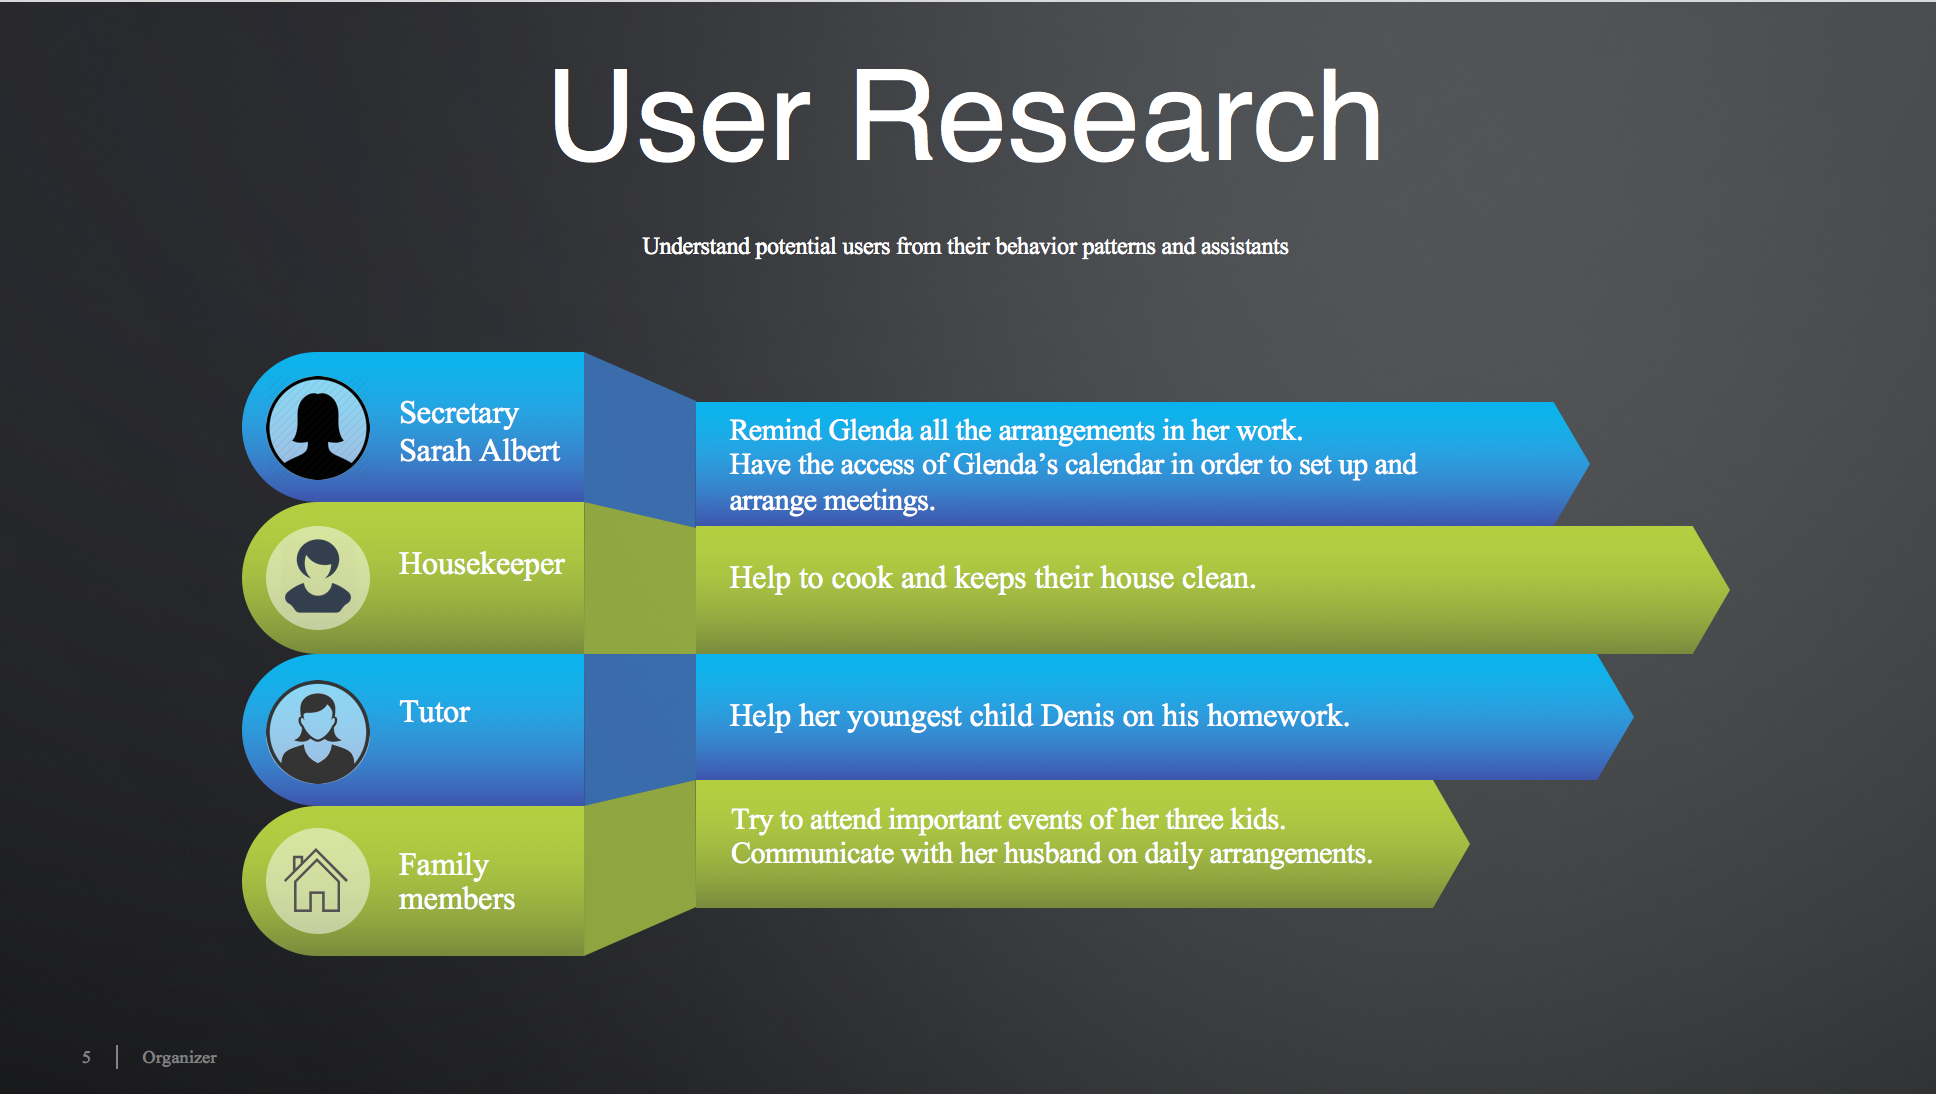 User Research
Understand potential users from their behavior patterns and assistants
Secretary
Sarah Albert
Remind Glenda all the arrangements in her work.
Have the access of Glenda’s calendar in order to set up and
arrange meetings.
Housekeeper
Help to cook and keeps their house clean.
Tutor
Help her youngest child Denis on his homework.
Family
members
Try to attend important events of her three kids.
Communicate with her husband on daily arrangements.
5 | Organizer